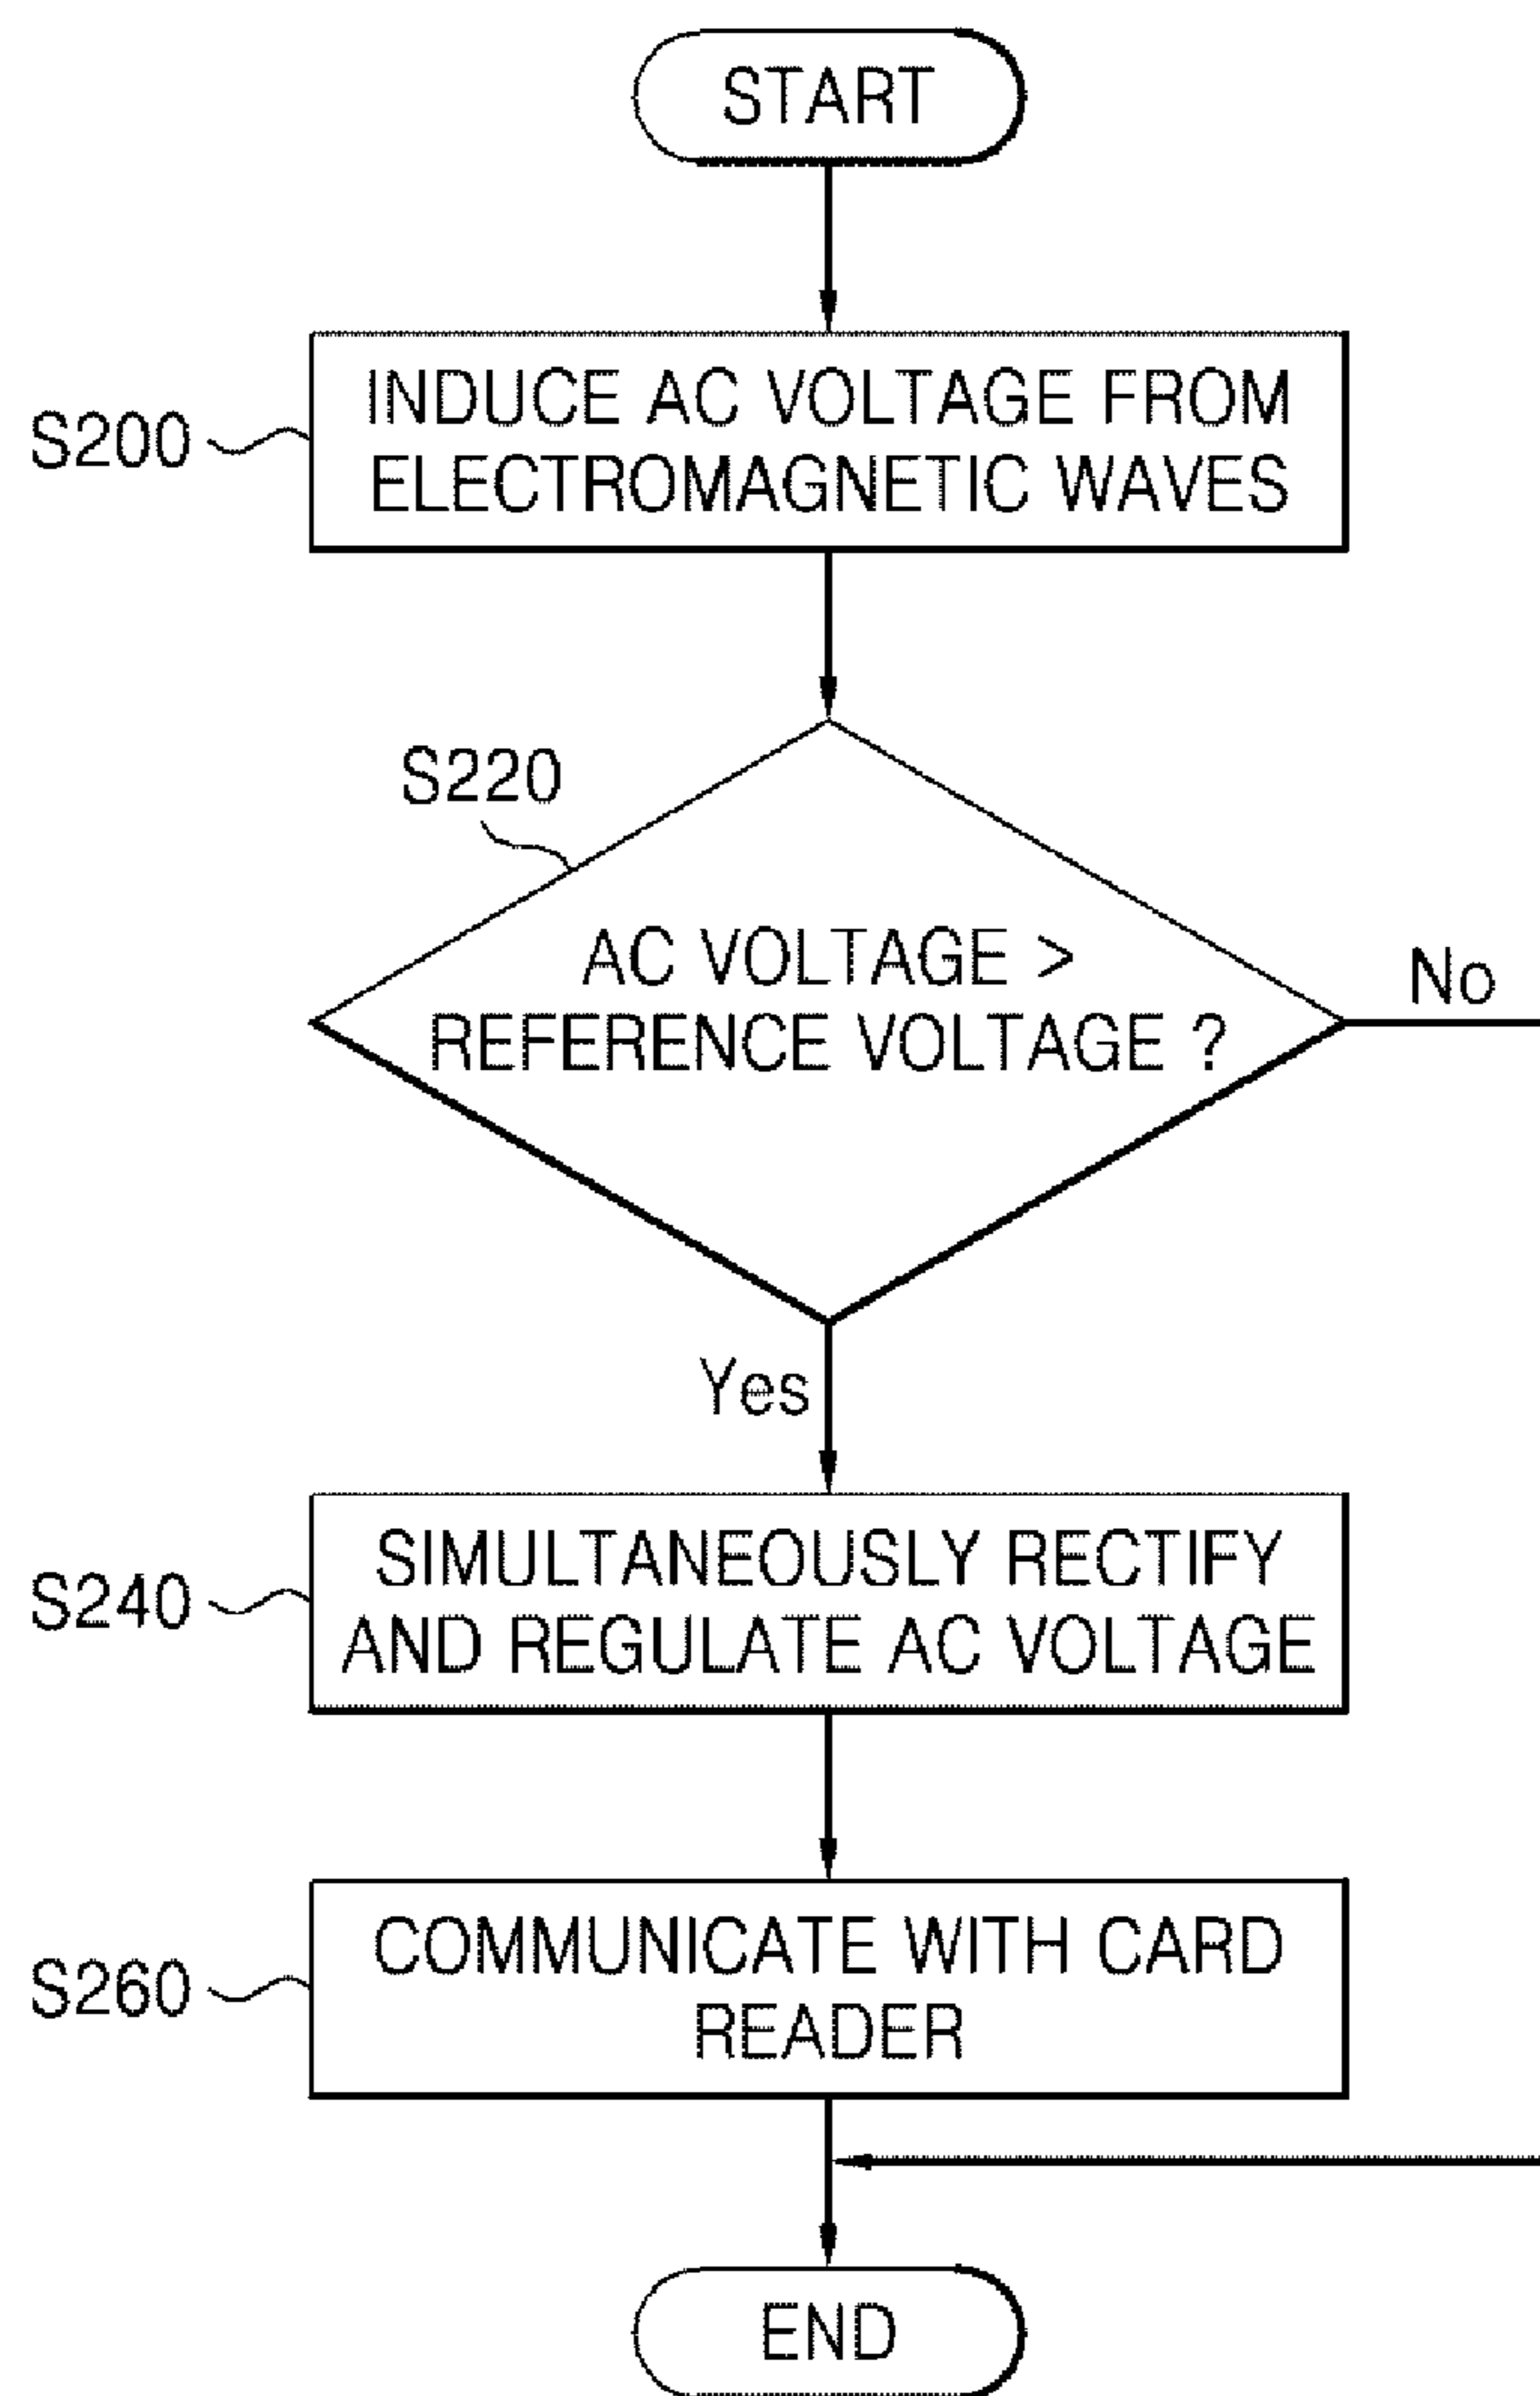 START
S200
INDUCE AC VOLTAGE FROM
ELECTROMAGNETIC WAVES
S220
AC VOLTAGE >
REFERENCE VOLTAGE ?
No
Yes
S240
SIMULTANEOUSLY RECTIFY
AND REGULATE AC VOLTAGE
S260
COMMUNICATE WITH CARD
READER
END